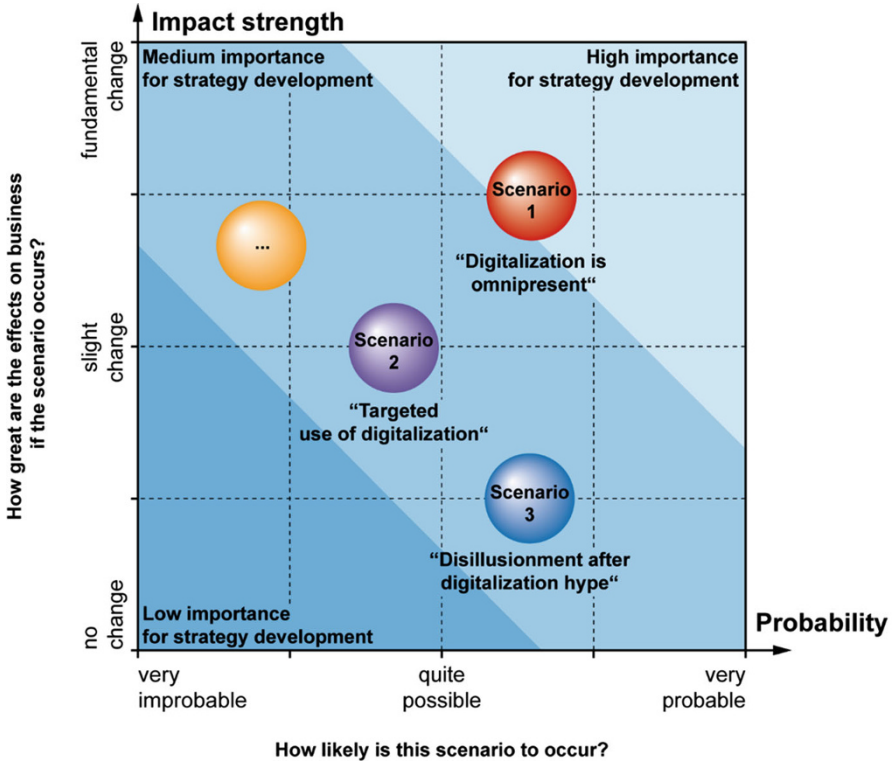 Impact strength
fundamental
change
Medium importance
for strategy development
High importance
for strategy development
How great are the effects on business
if the scenario occurs?
Scenario
1
“Digitalization is
omnipresent“
...
slight
change
Scenario
2
“Targeted
use of digitalization“
Scenario
3
“Disillusionment after
digitalization hype“
no
change
Low importance
for strategy development
Probability
very
improbable
quite
possible
very
probable
How likely is this scenario to occur?